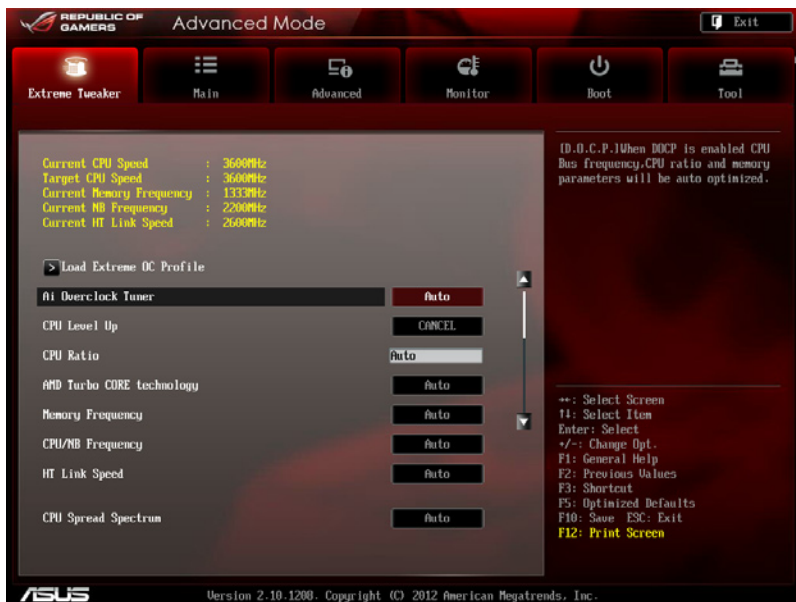 REPUBLIC OF
GAMERS
Advanced Mode
Exit
Extreme Tweaker
Main
Advanced
Monitor
Boot
Tool
Current CPU Speed : 3600MHz
Target CPU Speed : 3600MHz
Current Memory Frequency : 1333MHz
Current NB Frequency : 2200MHz
Current HT Link Speed : 2600MHz
> Load Extreme OC Profile
Ai Overclock Tuner Auto
CPU Level Up CANCEL
CPU Ratio Auto
AMD Turbo CORE technology Auto
Memory Frequency Auto
CPU/NB Frequency Auto
HT Link Speed Auto
CPU Spread Spectrum Auto
[D.O.C.P.]When DOCP is enabled CPU
Bus frequency,CPU ratio and memory
parameters will be auto optimized.
→←: Select Screen
↑↓: Select Item
Enter: Select
+/-: Change Opt.
F1: General Help
F2: Previous Values
F3: Shortcut
F5: Optimized Defaults
F10: Save ESC: Exit
F12: Print Screen
ASUS
Version 2.10.1208. Copyright (C) 2012 American Megatrends, Inc.